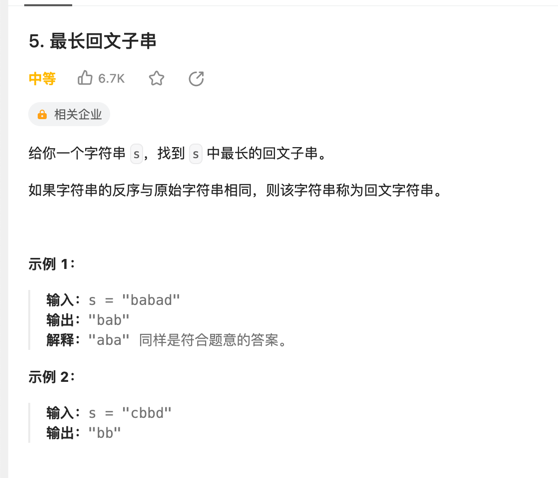 5. 最长回文子串
中等 6.7K
相关企业
给你一个字符串 s，找到 s 中最长的回文子串。
如果字符串的反序与原始字符串相同，则该字符串称为回文字符串。
示例 1：
输入：s = "babad"
输出："bab"
解释："aba" 同样是符合题意的答案。
示例 2：
输入：s = "cbbd"
输出："bb"